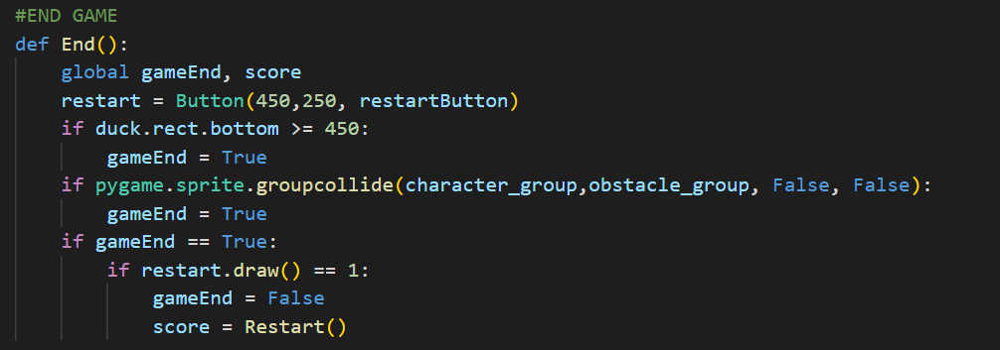 #END GAME
def End():
    global gameEnd, score
    restart = Button(450,250, restartButton)
    if duck.rect.bottom >= 450:
        gameEnd = True
    if pygame.sprite.groupcollide(character_group,obstacle_group, False, False):
        gameEnd = True
    if gameEnd == True:
        if restart.draw() == 1:
            gameEnd = False
            score = Restart()